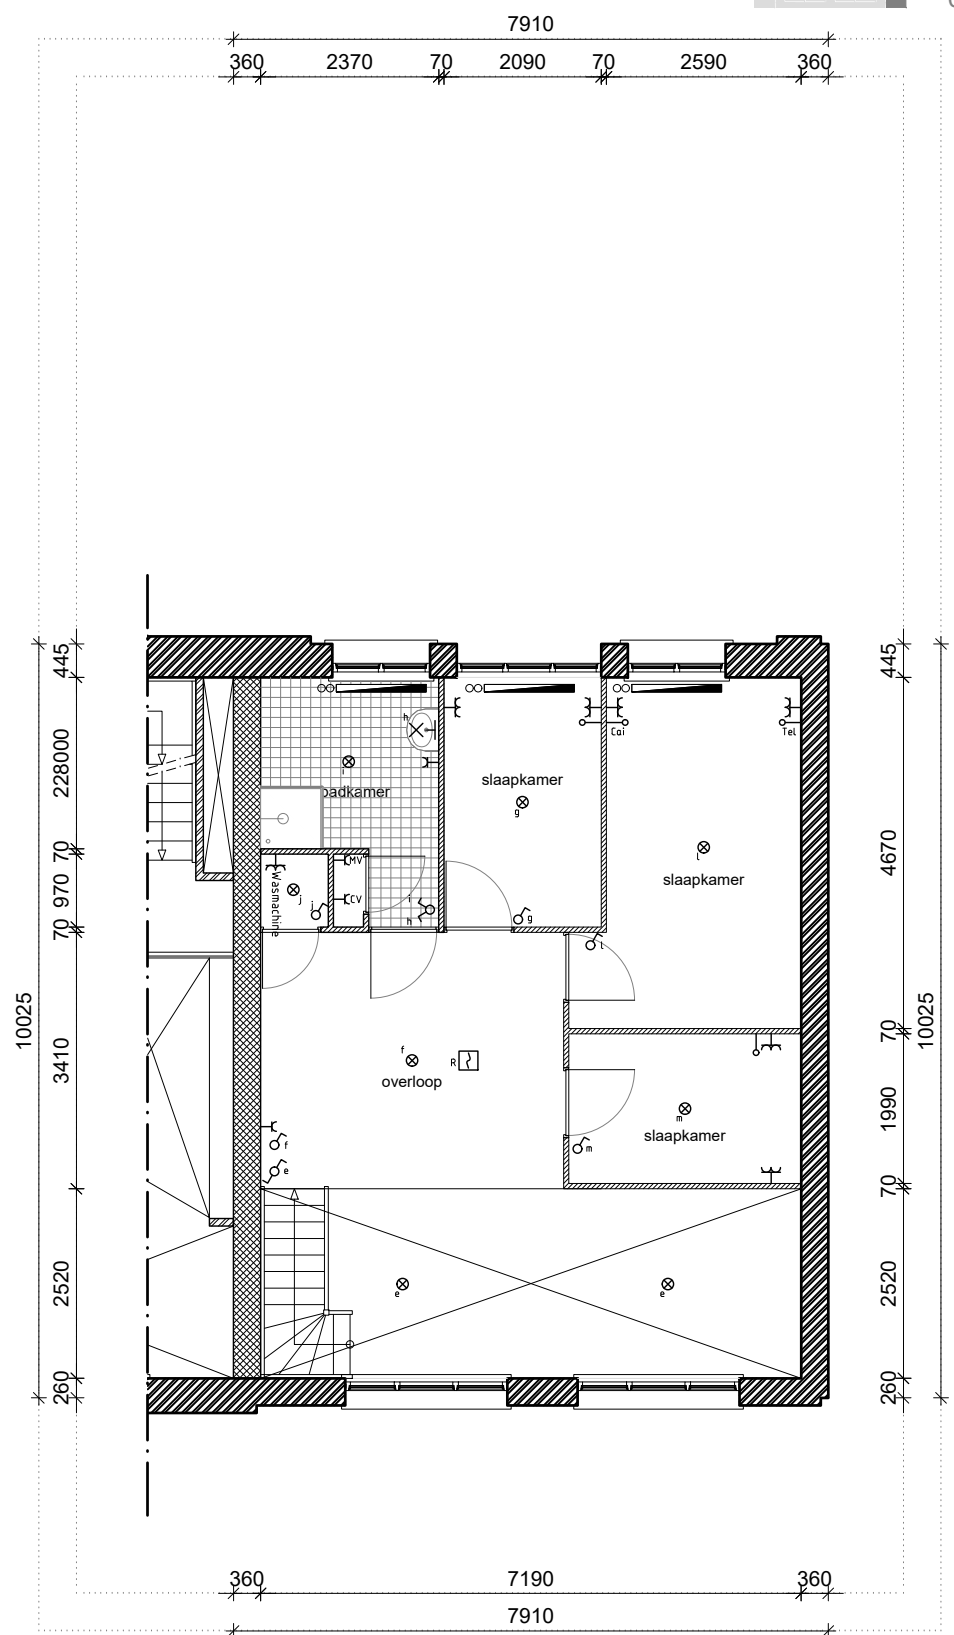 7910
360 2370 70 2090 70 2590 360
445
228000
70
970
70
3410
2520
260
10025
445
4670
70
1990
70
2520
260
10025
h
Cai
Tel
i
badkamer
slaapkamer
g
l
slaapkamer
MV
CV
Wasmachine
j
j
i
h
g
l
f
R
overloop
m
slaapkamer
f
e
m
e
e
360 7190 360
7910